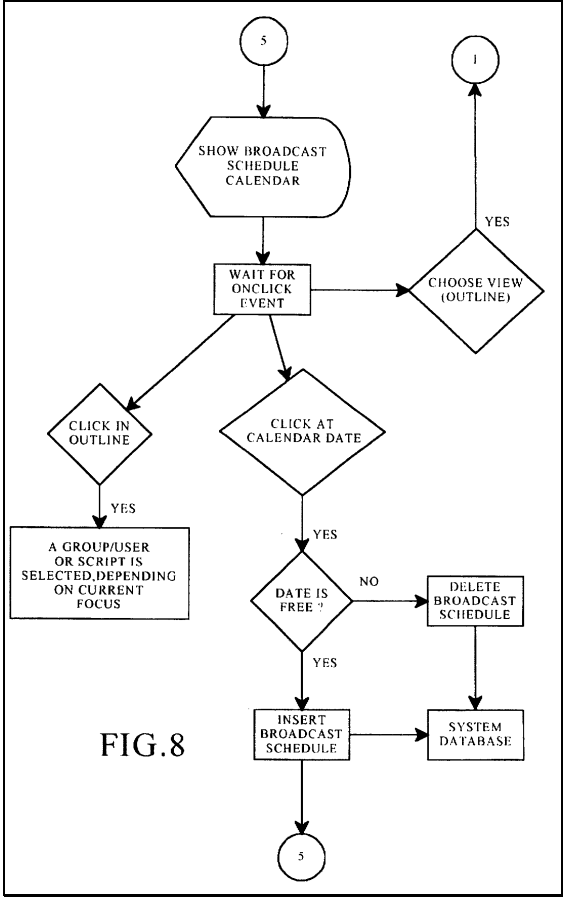 5
1
SHOW BROADCAST
SCHEDULE
CALENDAR
YES
WAIT FOR
ONCLICK
EVENT
CHOOSE VIEW
(OUTLINE)
CLICK IN
OUTLINE
CLICK AT
CALENDAR DATE
YES
YES
A GROUP/USER
OR SCRIPT IS
SELECTED,DEPENDING
ON CURRENT
FOCUS
DATE IS
FREE ?
NO
DELETE
BROADCAST
SCHEDULE
YES
INSERT
BROADCAST
SCHEDULE
SYSTEM
DATABASE
FIG.8
5